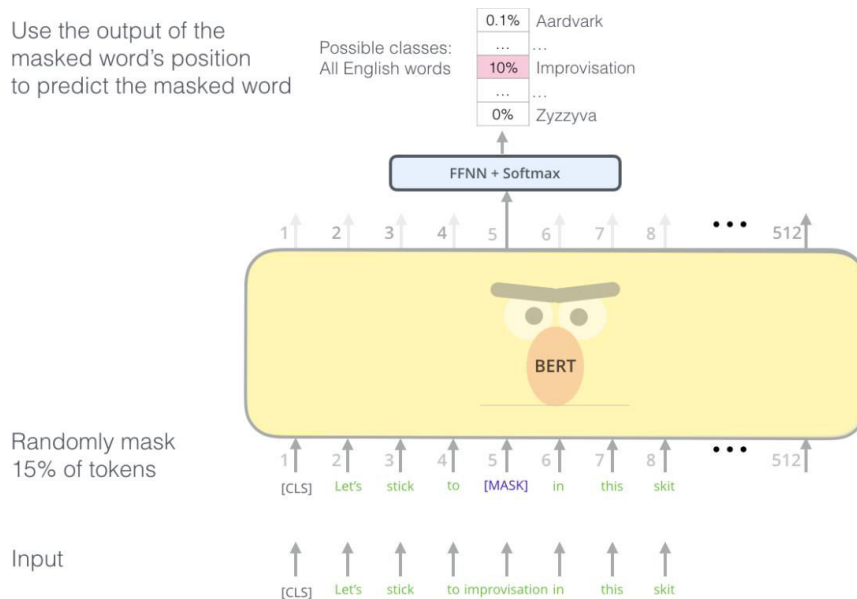 Use the output of the
masked word's position
to predict the masked word
Possible classes:
All English words
0.1% Aardvark
... ...
10% Improvisation
... ...
0% Zyzzyva
FFNN + Softmax
1 2 3 4 5 6 7 8 ••• 512
BERT
Randomly mask
15% of tokens
1 2 3 4 5 6 7 8 ••• 512
[CLS] Let's stick to [MASK] in this skit
Input
[CLS] Let's stick to improvisation in this skit